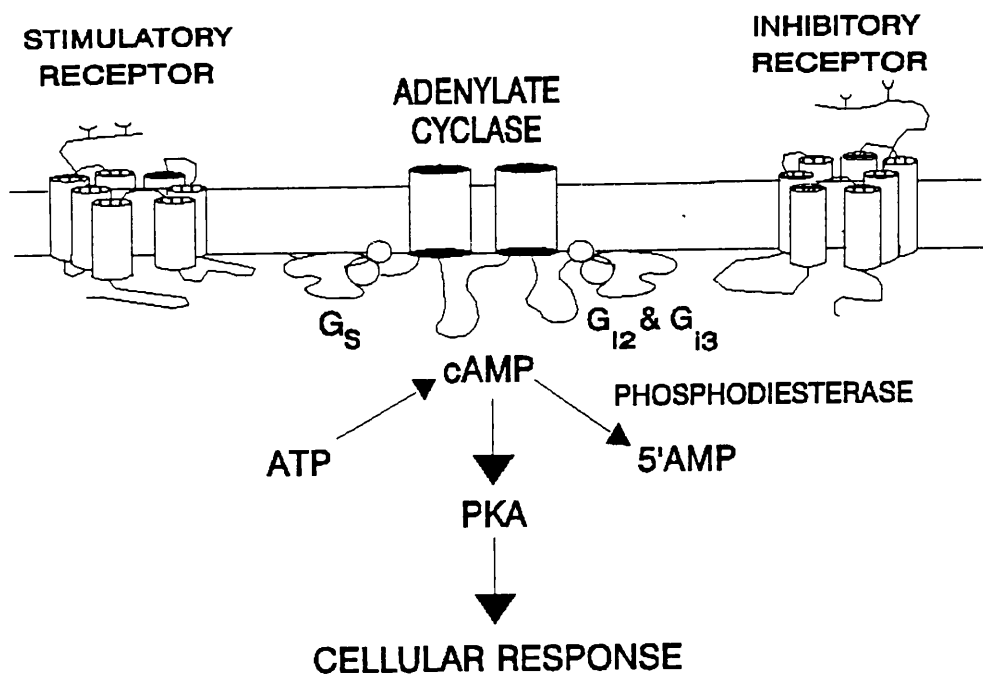 STIMULATORY
RECEPTOR
ADENYLATE
CYCLASE
INHIBITORY
RECEPTOR
GS
Gi2 & Gi3
cAMP
PHOSPHODIESTERASE
ATP
5'AMP
PKA
CELLULAR RESPONSE